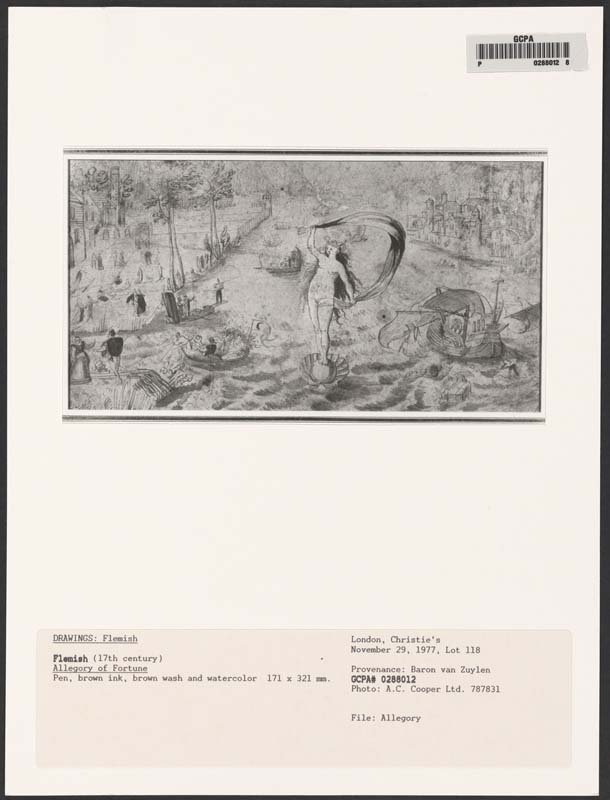 GCPA
P 0288012 8
DRAWINGS: Flemish
Flemish (17th century)
Allegory of Fortune
Pen, brown ink, brown wash and watercolor 171 x 321 mm.
London, Christie's
November 29, 1977, Lot 118
Provenance: Baron van Zuylen
GCPA# 0288012
Photo: A.C. Cooper Ltd. 787831
File: Allegory